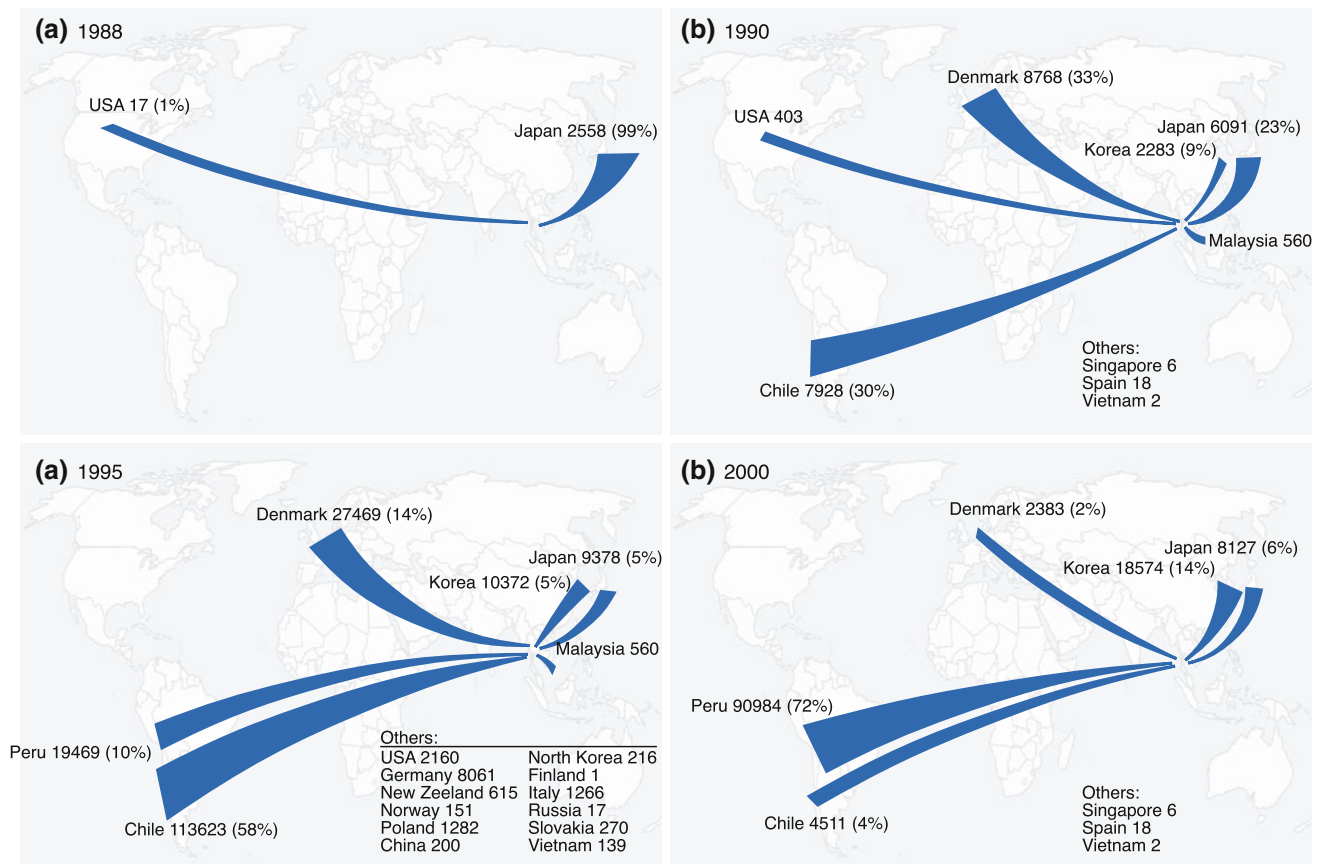 (a) 1988
USA 17 (1%)
Japan 2558 (99%)
(b) 1990
Denmark 8768 (33%)
USA 403
Japan 6091 (23%)
Korea 2283 (9%)
Malaysia 560
Chile 7928 (30%)
Others:
Singapore 6
Spain 18
Vietnam 2
(a) 1995
Denmark 27469 (14%)
Japan 9378 (5%)
Korea 10372 (5%)
Malaysia 560
Peru 19469 (10%)
Chile 113623 (58%)
Others:
USA 2160 North Korea 216
Germany 8061 Finland 1
New Zeeland 615 Italy 1266
Norway 151 Russia 17
Poland 1282 Slovakia 270
China 200 Vietnam 139
(b) 2000
Denmark 2383 (2%)
Japan 8127 (6%)
Korea 18574 (14%)
Peru 90984 (72%)
Chile 4511 (4%)
Others:
Singapore 6
Spain 18
Vietnam 2